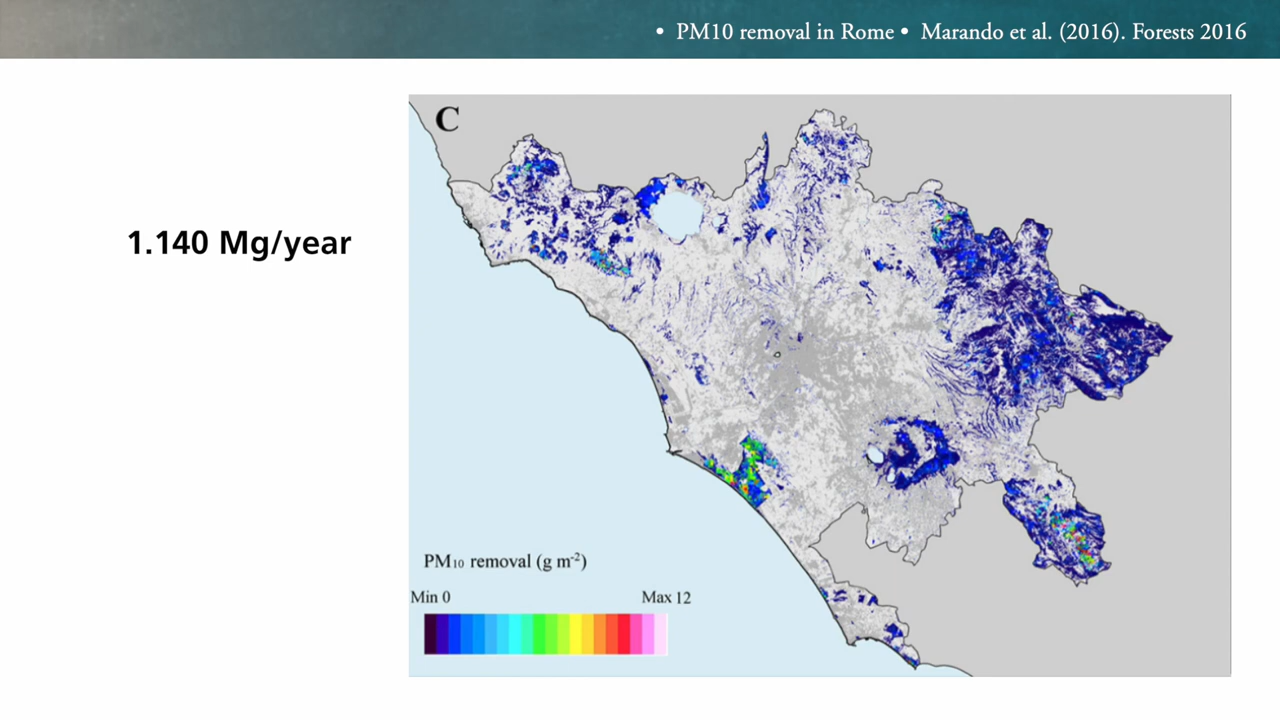 • PM10 removal in Rome • Marando et al. (2016). Forests 2016
C
1.140 Mg/year
PM₁₀ removal (g m⁻²)
Min 0 Max 12